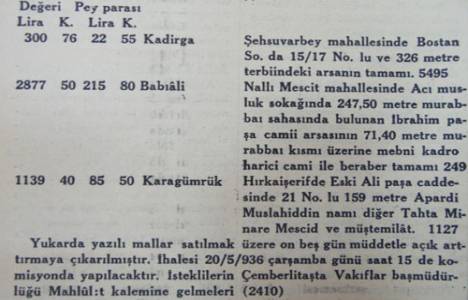 Değeri Pey parası
Lira K. Lira K.
300 76 22 55 Kadirga Şehsuvarbey mahallesinde Bostan
So. da 15/17 No. lu ve 326 metre
terbiindeki arsanın tamamı. 5495
2877 50 215 80 Babıâli Nallı Mescit mahallesinde Acı mus-
luk sokağında 247,50 metre murab-
baı sahasında bulunan Ibrahim pa-
şa camii arsasının 71,40 metre mu-
rabbaı kısmı üzerine mebni kadro
harici cami ile beraber tamamı 249
1139 40 85 50 Karagümrük Hırkaişerifde Eski Ali paşa cadde-
sinde 21 No. lu 159 metre Apardi
Muslahiddin namı diğer Tahta Mi-
nare Mescid ve müştemilât. 1127
Yukarda yazılı mallar satılmak üzere on beş gün müddetle açık art-
tırmaya çıkarılmıştır. İhalesi 20/5/936 çarşamba günü saat 15 de ko-
misyonda yapılacaktır. Isteklilerin Çemberlitaşta Vakıflar başmüdür-
lüğü Mahlûl:t kalemine gelmeleri (2410)